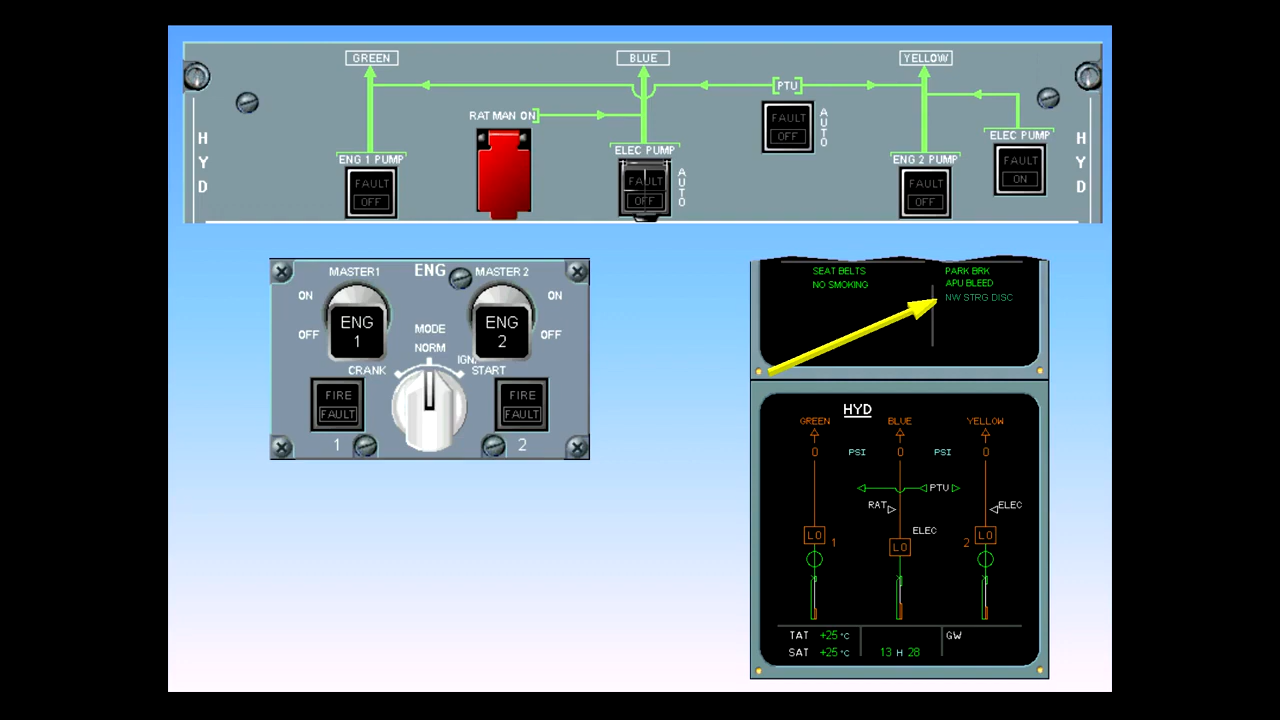 GREEN BLUE YELLOW
PTU
RAT MAN ON
FAULT
OFF
AUTO
ELEC PUMP
ELEC PUMP
ENG 1 PUMP
ENG 2 PUMP
HYD
HYD
FAULT
OFF
FAULT
OFF
AUTO
FAULT
OFF
FAULT
ON
MASTER1 ENG MASTER 2
ON
ON
ENG
1
ENG
2
OFF
OFF
MODE
NORM
CRANK
IGN
START
FIRE
FAULT
FIRE
FAULT
1 2
SEAT BELTS
NO SMOKING
PARK BRK
APU BLEED
NW STRG DISC
HYD
GREEN BLUE YELLOW
0 PSI 0 PSI 0
PTU
RAT
ELEC
ELEC
LO 1
LO
2 LO
TAT +25 °C
SAT +25 °C
13 H 28
GW